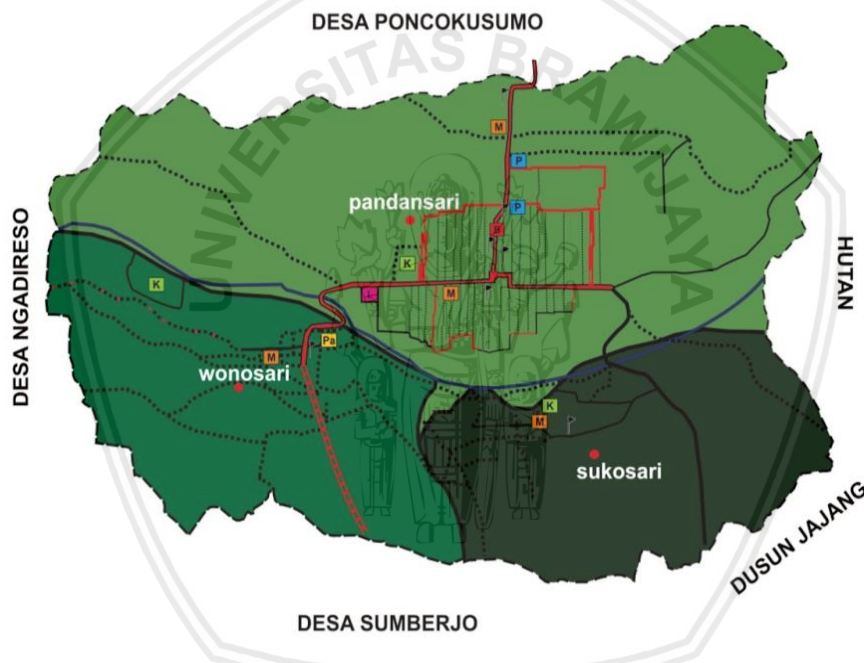 DESA PONCOKUSUMO
UNIVERSITAS BRAWIJAYA
M
P
pandansari
P
K
M
DESA NGADIRESO
HUTAN
K
Pa
M
wonosari
K
M
sukosari
DUSUN JAJANG
DESA SUMBERJO